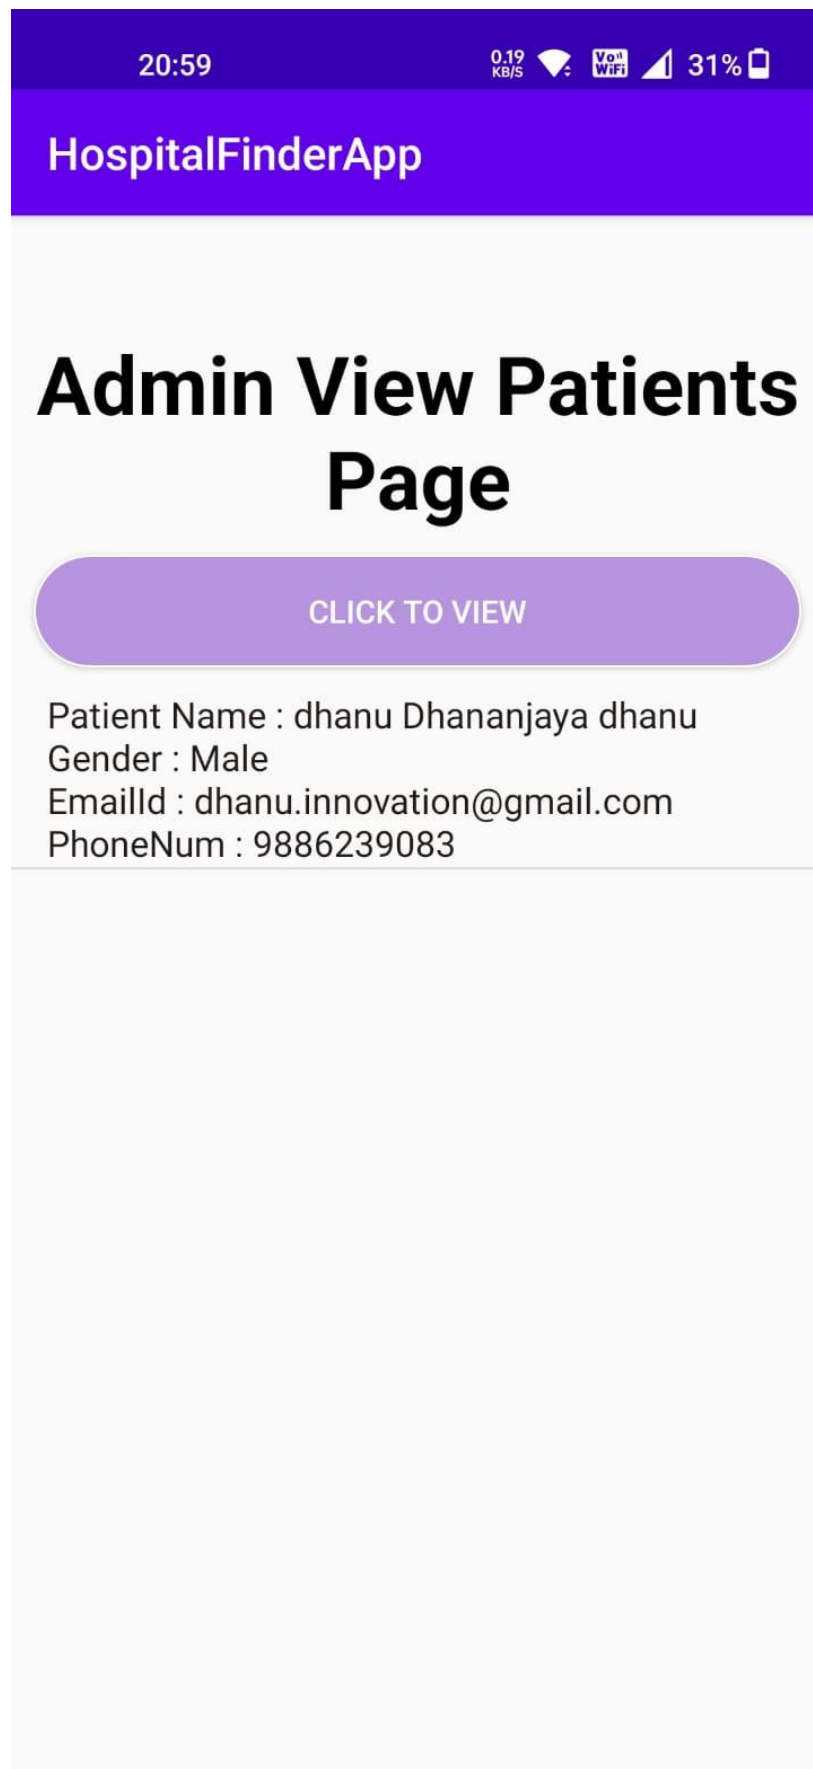 20:59 0.19 KB/S Vo)) WiFi 31%
HospitalFinderApp
Admin View Patients
Page
CLICK TO VIEW
Patient Name : dhanu Dhananjaya dhanu
Gender : Male
EmailId : dhanu.innovation@gmail.com
PhoneNum : 9886239083